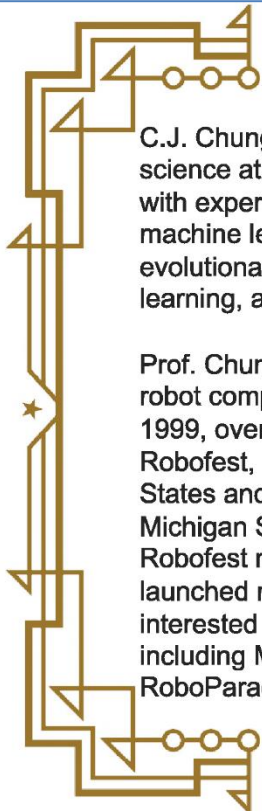 C.J. Chung
science at
with exper
machine le
evolutiona
learning, a
Prof. Chun
robot comp
1999, over
Robofest,
States and
Michigan S
Robofest r
launched r
interested
including M
RoboParad